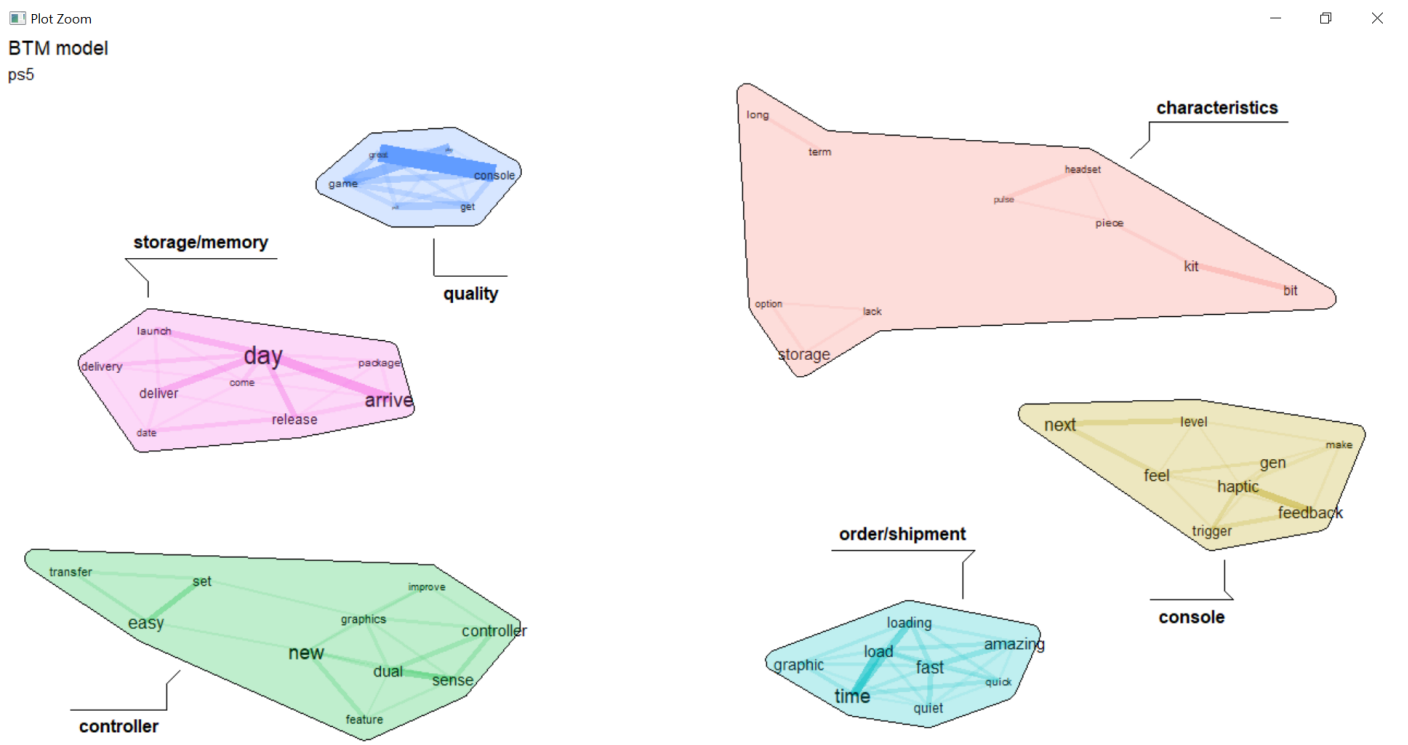 Plot Zoom
BTM model
ps5
great
game
console
get
quality
storage/memory
launch
delivery
day
package
come
deliver
arrive
release
date
characteristics
long
term
headset
pulse
piece
kit
bit
option
lack
storage
next
level
make
gen
feel
haptic
feedback
trigger
console
transfer
set
improve
easy
graphics
controller
new
dual
sense
feature
controller
order/shipment
loading
amazing
load
graphic
fast
quick
time
quiet